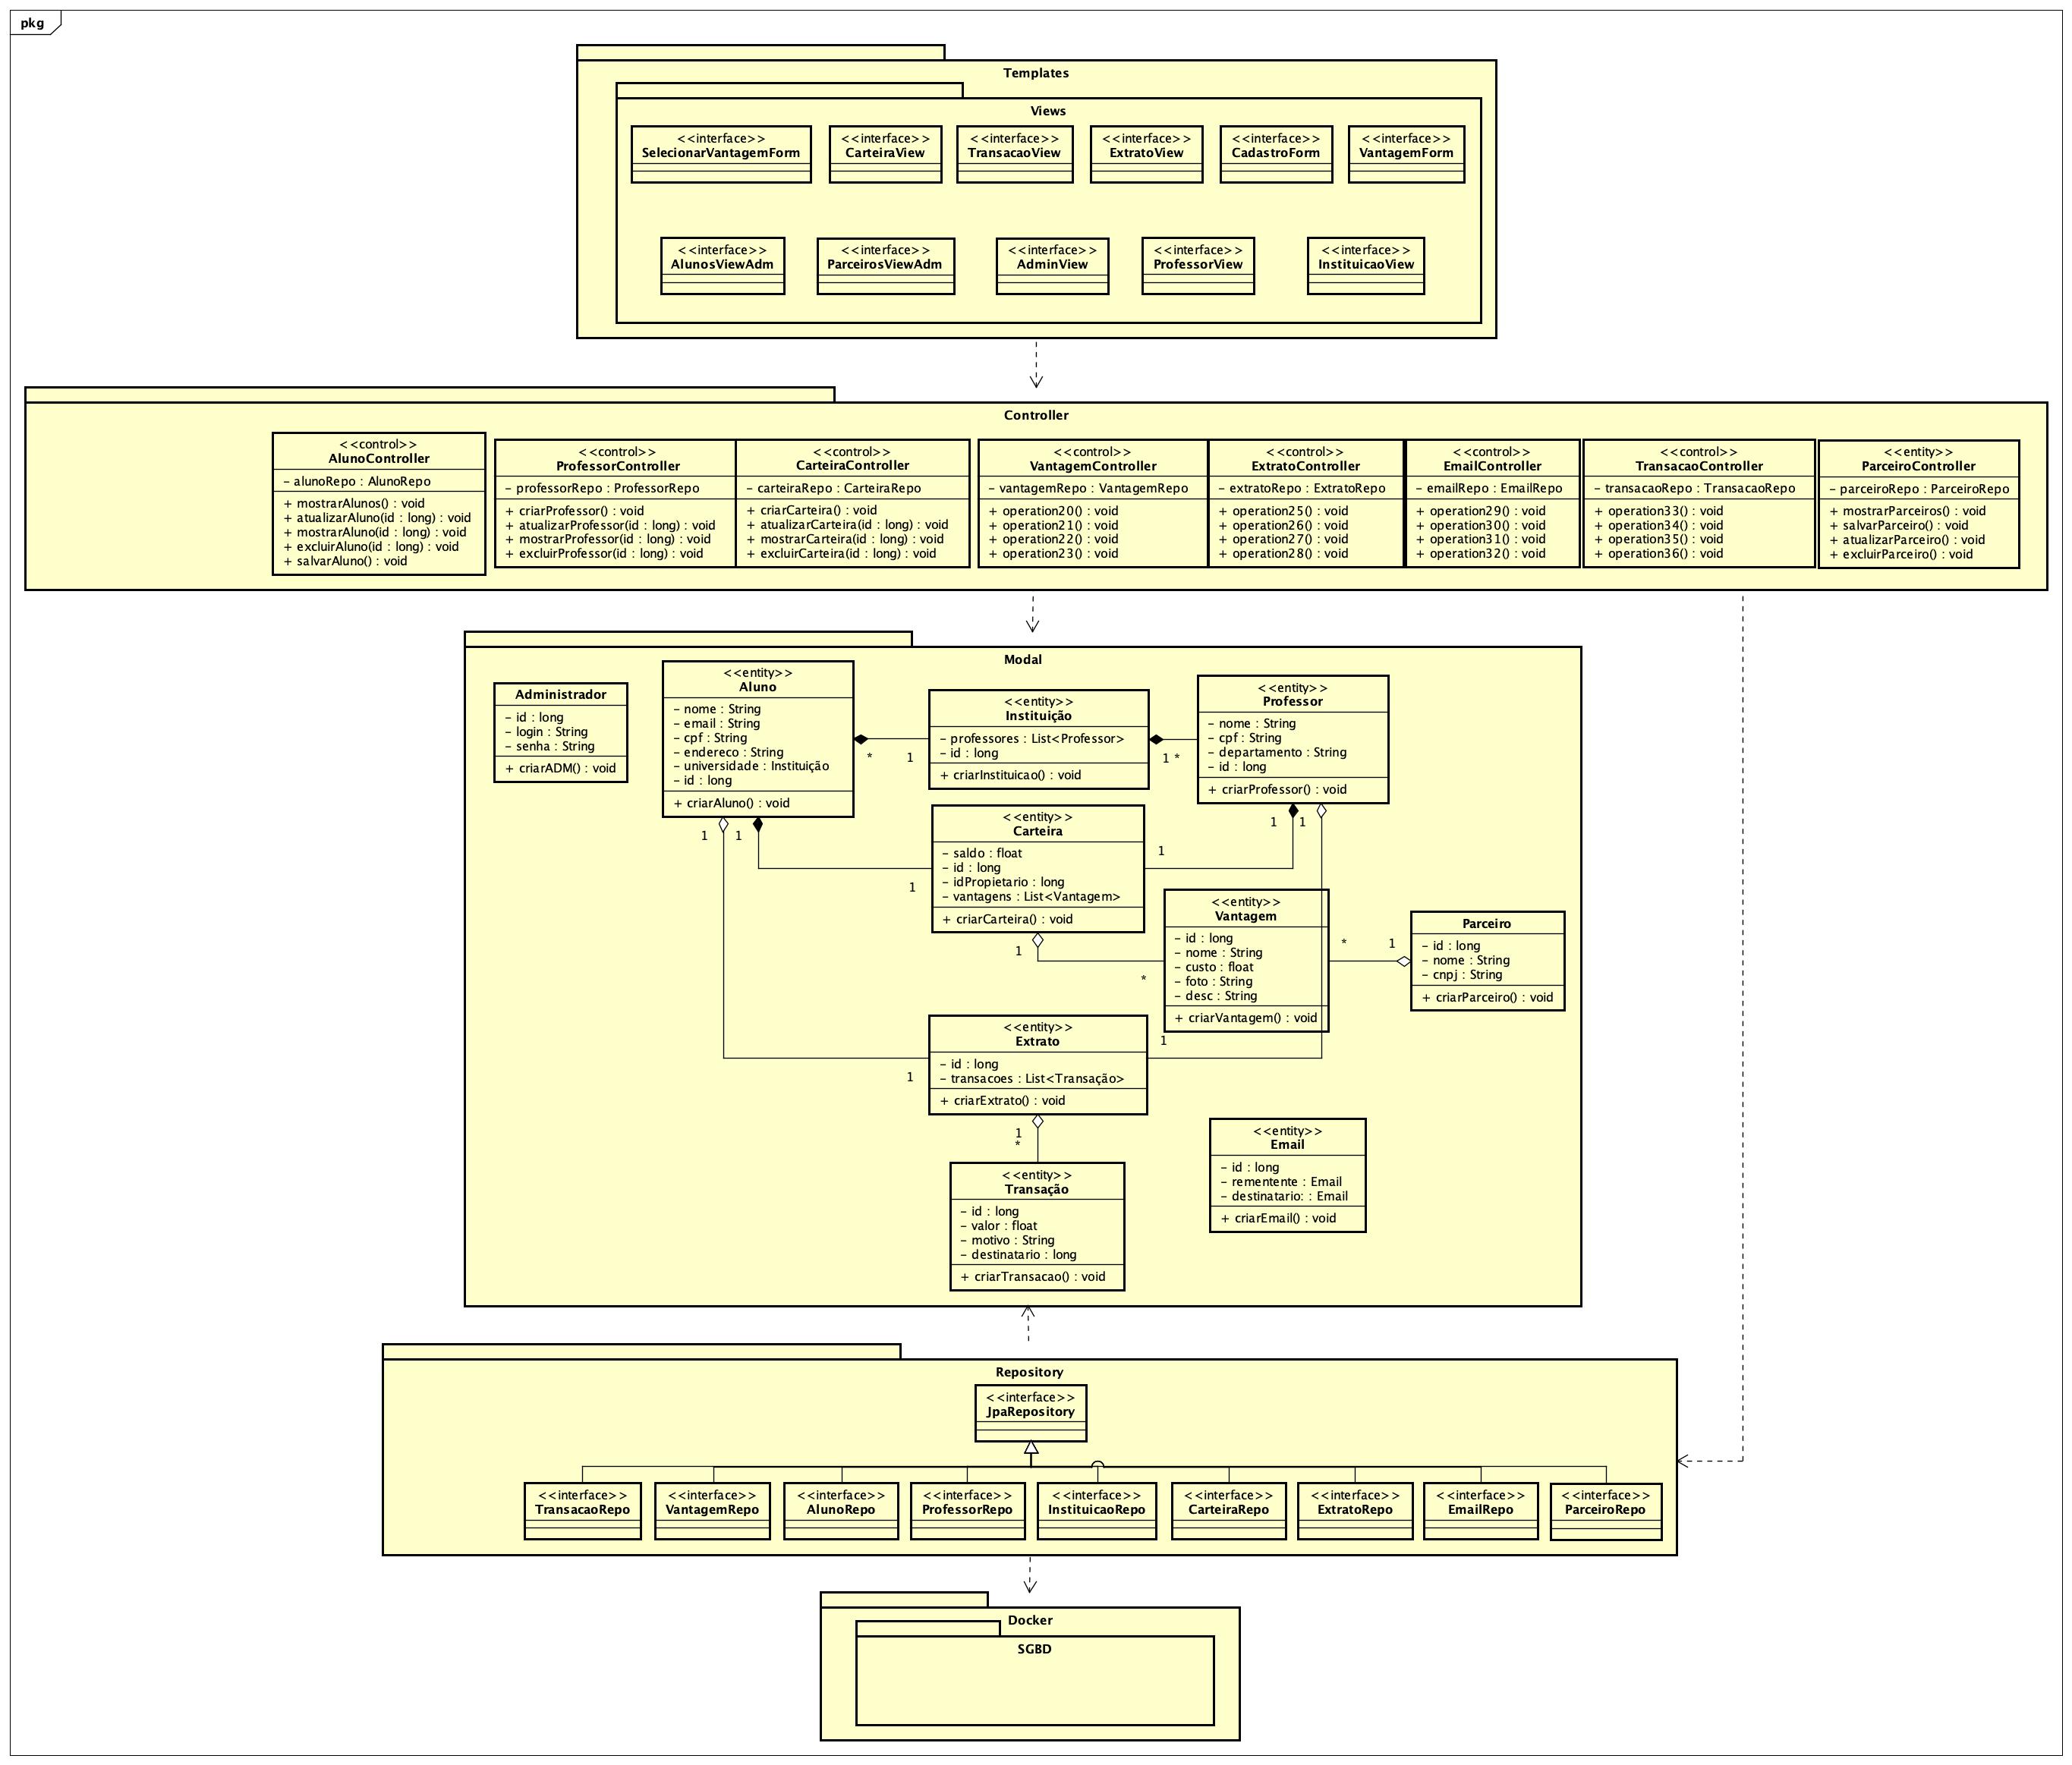 pkg
Templates
Views
<<interface>>
SelecionarVantagemForm
<<interface>>
CarteiraView
<<interface>>
TransacaoView
<<interface>>
ExtratoView
<<interface>>
CadastroForm
<<interface>>
VantagemForm
<<interface>>
AlunosViewAdm
<<interface>>
ParceirosViewAdm
<<interface>>
AdminView
<<interface>>
ProfessorView
<<interface>>
InstituicaoView
Controller
<<control>>
AlunoController
- alunoRepo : AlunoRepo
+ mostrarAlunos() : void
+ atualizarAluno(id : long) : void
+ mostrarAluno(id : long) : void
+ excluirAluno(id : long) : void
+ salvarAluno() : void
<<control>>
ProfessorController
- professorRepo : ProfessorRepo
+ criarProfessor() : void
+ atualizarProfessor(id : long) : void
+ mostrarProfessor(id : long) : void
+ excluirProfessor(id : long) : void
<<control>>
CarteiraController
- carteiraRepo : CarteiraRepo
+ criarCarteira() : void
+ atualizarCarteira(id : long) : void
+ mostrarCarteira(id : long) : void
+ excluirCarteira(id : long) : void
<<control>>
VantagemController
- vantagemRepo : VantagemRepo
+ operation20() : void
+ operation21() : void
+ operation22() : void
+ operation23() : void
<<control>>
ExtratoController
- extratoRepo : ExtratoRepo
+ operation25() : void
+ operation26() : void
+ operation27() : void
+ operation28() : void
<<control>>
EmailController
- emailRepo : EmailRepo
+ operation29() : void
+ operation30() : void
+ operation31() : void
+ operation32() : void
<<control>>
TransacaoController
- transacaoRepo : TransacaoRepo
+ operation33() : void
+ operation34() : void
+ operation35() : void
+ operation36() : void
<<entity>>
ParceiroController
- parceiroRepo : ParceiroRepo
+ mostrarParceiros() : void
+ salvarParceiro() : void
+ atualizarParceiro() : void
+ excluirParceiro() : void
Modal
Administrador
- id : long
- login : String
- senha : String
+ criarADM() : void
<<entity>>
Aluno
- nome : String
- email : String
- cpf : String
- endereco : String
- universidade : Instituição
- id : long
+ criarAluno() : void
* 1
<<entity>>
Instituição
- professores : List<Professor>
- id : long
+ criarInstituicao() : void
1 *
<<entity>>
Professor
- nome : String
- cpf : String
- departamento : String
- id : long
+ criarProfessor() : void
1 1
1 1
<<entity>>
Carteira
- saldo : float
- id : long
- idPropietario : long
- vantagens : List<Vantagem>
+ criarCarteira() : void
1
1
1
*
<<entity>>
Vantagem
- id : long
- nome : String
- custo : float
- foto : String
- desc : String
+ criarVantagem() : void
* 1
Parceiro
- id : long
- nome : String
- cnpj : String
+ criarParceiro() : void
<<entity>>
Extrato
- id : long
- transacoes : List<Transação>
+ criarExtrato() : void
1
1
1
*
<<entity>>
Transação
- id : long
- valor : float
- motivo : String
- destinatario : long
+ criarTransacao() : void
<<entity>>
Email
- id : long
- rementente : Email
- destinatario: : Email
+ criarEmail() : void
Repository
<<interface>>
JpaRepository
<<interface>>
TransacaoRepo
<<interface>>
VantagemRepo
<<interface>>
AlunoRepo
<<interface>>
ProfessorRepo
<<interface>>
InstituicaoRepo
<<interface>>
CarteiraRepo
<<interface>>
ExtratoRepo
<<interface>>
EmailRepo
<<interface>>
ParceiroRepo
Docker
SGBD